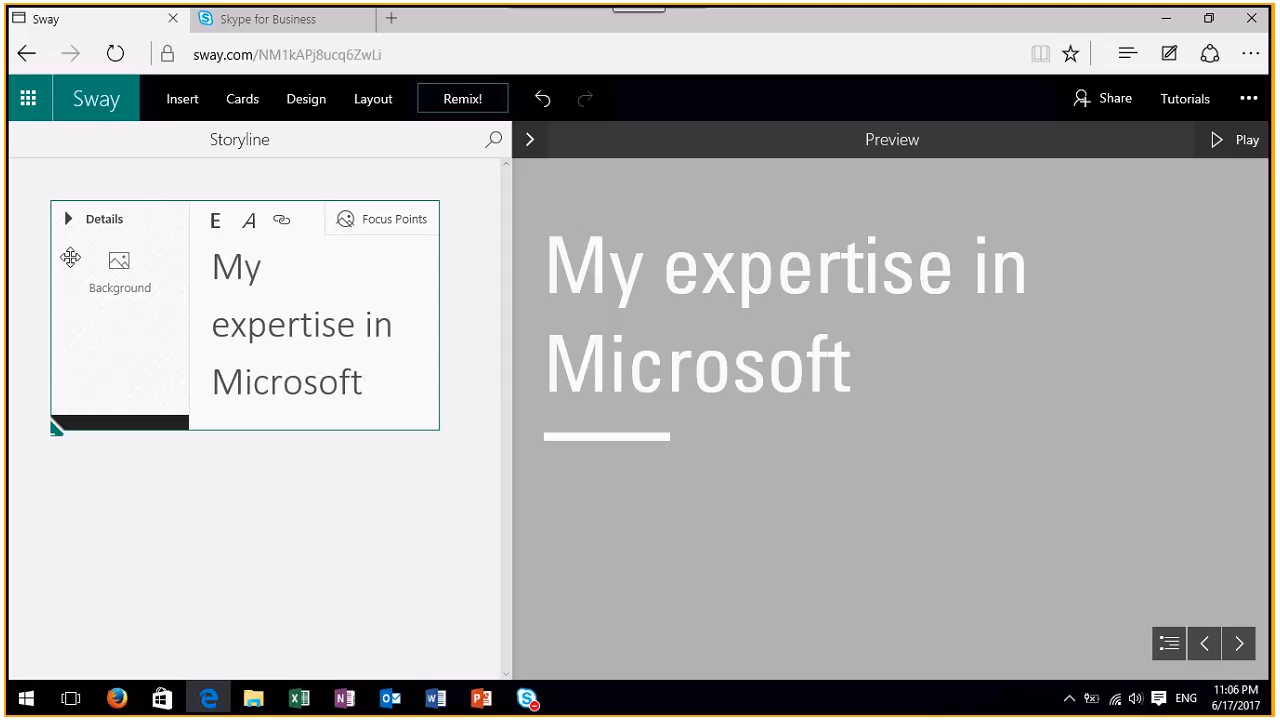 Sway
Skype for Business
sway.com/NM1kAPj8ucq6ZwLi
Sway
Insert
Cards
Design
Layout
Remix!
Share
Tutorials
Storyline
Preview
Play
Details
E A
Focus Points
Background
My
expertise in
Microsoft
My expertise in
Microsoft
ENG
11:06 PM
6/17/2017